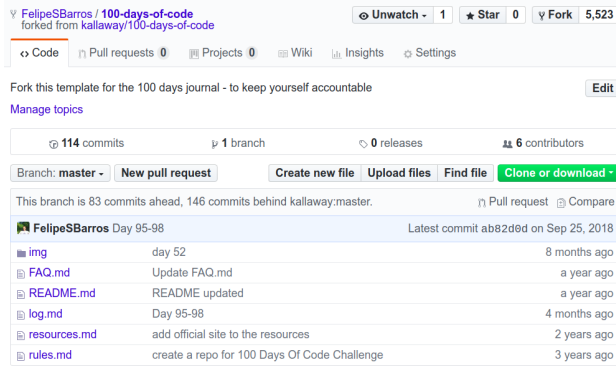 FelipeSBarros / 100-days-of-code
forked from kallaway/100-days-of-code
Unwatch 1 Star 0 Fork 5,523
Code Pull requests 0 Projects 0 Wiki Insights Settings
Fork this template for the 100 days journal - to keep yourself accountable Edit
Manage topics
114 commits 1 branch 0 releases 6 contributors
Branch: master New pull request Create new file Upload files Find file Clone or download
This branch is 83 commits ahead, 146 commits behind kallaway:master. Pull request Compare
FelipeSBarros Day 95-98 Latest commit ab82d0d on Sep 25, 2018
img day 52 8 months ago
FAQ.md Update FAQ.md a year ago
README.md README updated a year ago
log.md Day 95-98 4 months ago
resources.md add official site to the resources 2 years ago
rules.md create a repo for 100 Days Of Code Challenge 3 years ago